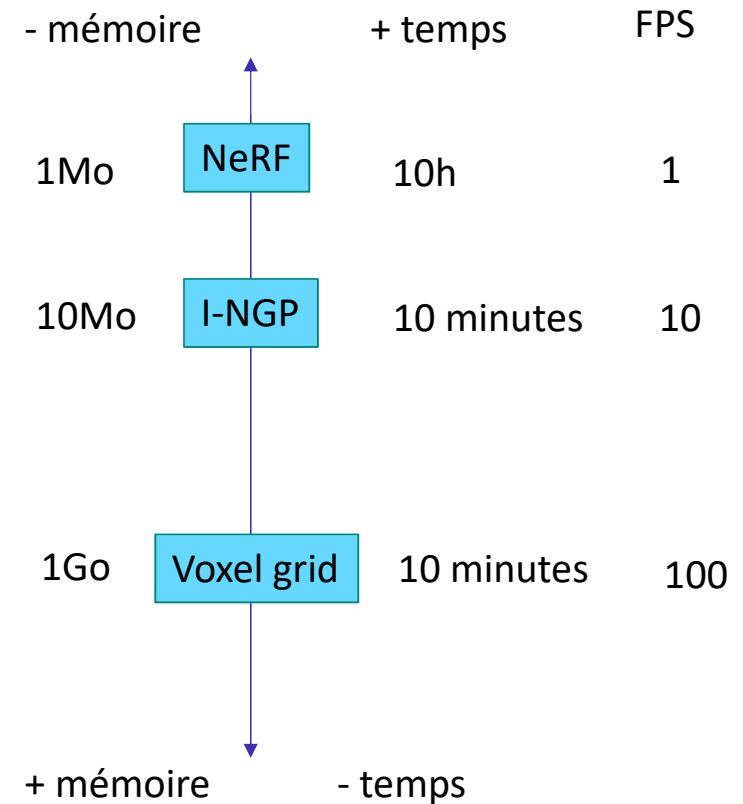 - mémoire + temps FPS
1Mo NeRF 10h 1
10Mo I-NGP 10 minutes 10
1Go Voxel grid 10 minutes 100
+ mémoire - temps